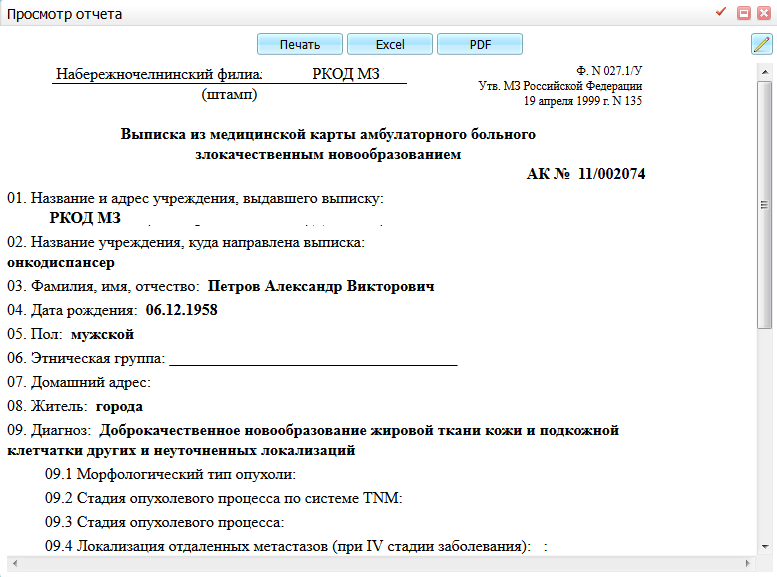 Просмотр отчета
Печать Excel PDF
Набережночелнинский филиа. РКОД МЗ
(штамп)
Ф. N 027.1/У
Утв. МЗ Российской Федерации
19 апреля 1999 г. N 135
Выписка из медицинской карты амбулаторного больного
злокачественным новообразованием
АК № 11/002074
01. Название и адрес учреждения, выдавшего выписку:
РКОД МЗ
02. Название учреждения, куда направлена выписка:
онкодиспансер
03. Фамилия, имя, отчество: Петров Александр Викторович
04. Дата рождения: 06.12.1958
05. Пол: мужской
06. Этническая группа:
07. Домашний адрес:
08. Житель: города
09. Диагноз: Доброкачественное новообразование жировой ткани кожи и подкожной
клетчатки других и неуточненных локализаций
09.1 Морфологический тип опухоли:
09.2 Стадия опухолевого процесса по системе TNM:
09.3 Стадия опухолевого процесса:
09.4 Локализация отдаленных метастазов (при IV стадии заболевания): :